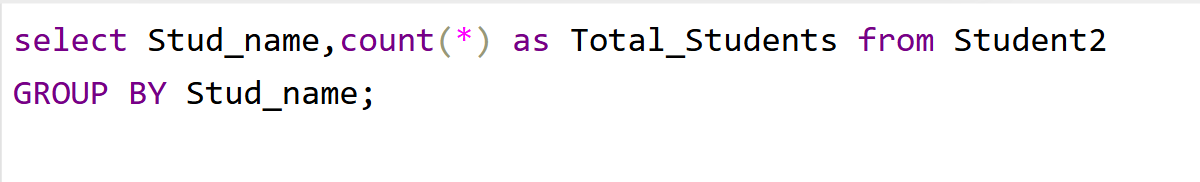 select Stud_name,count(*) as Total_Students from Student2
GROUP BY Stud_name;